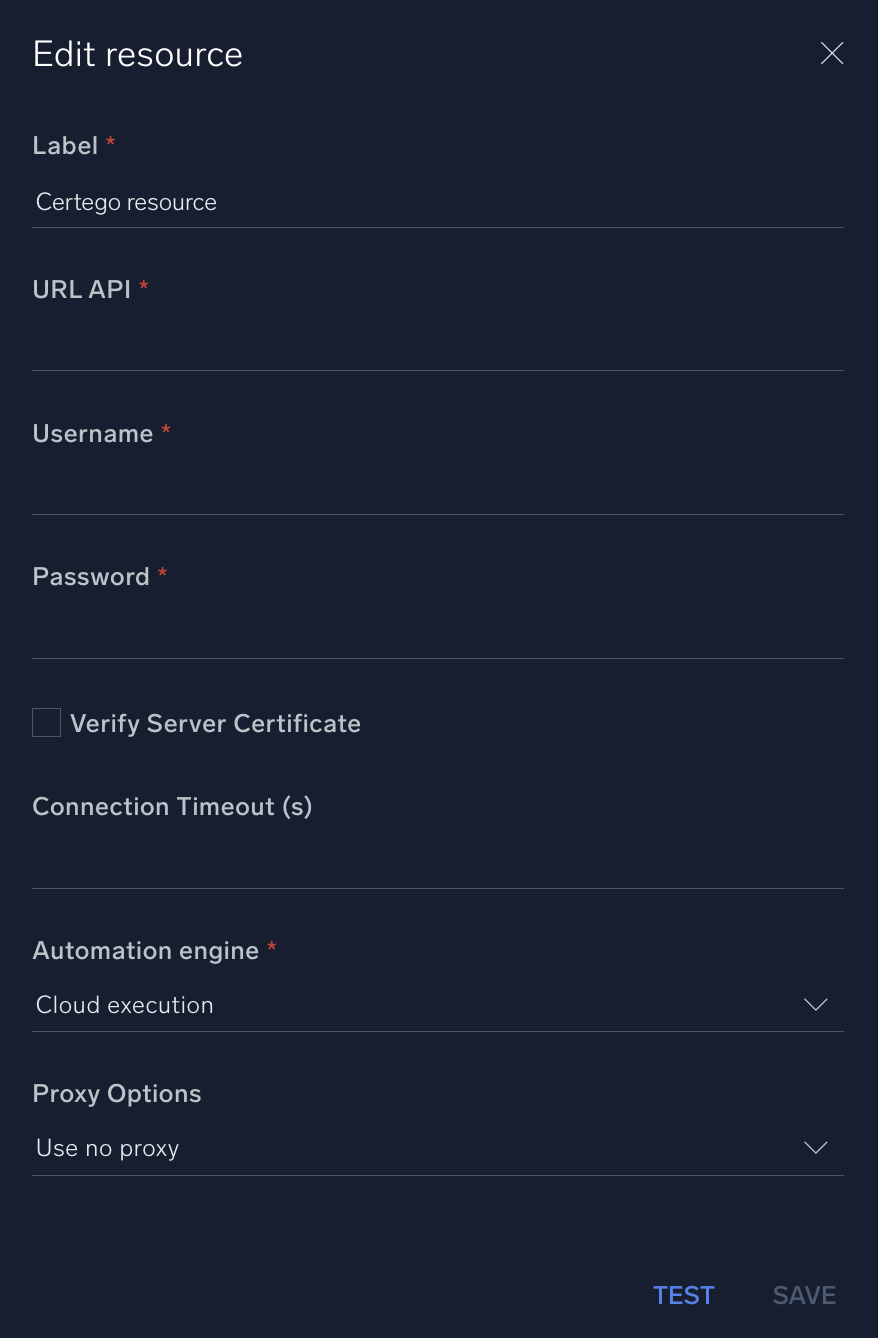 Edit resource
Label *
Certego resource
URL API *
Username *
Password *
Verify Server Certificate
Connection Timeout (s)
Automation engine *
Cloud execution
Proxy Options
Use no proxy
TEST SAVE